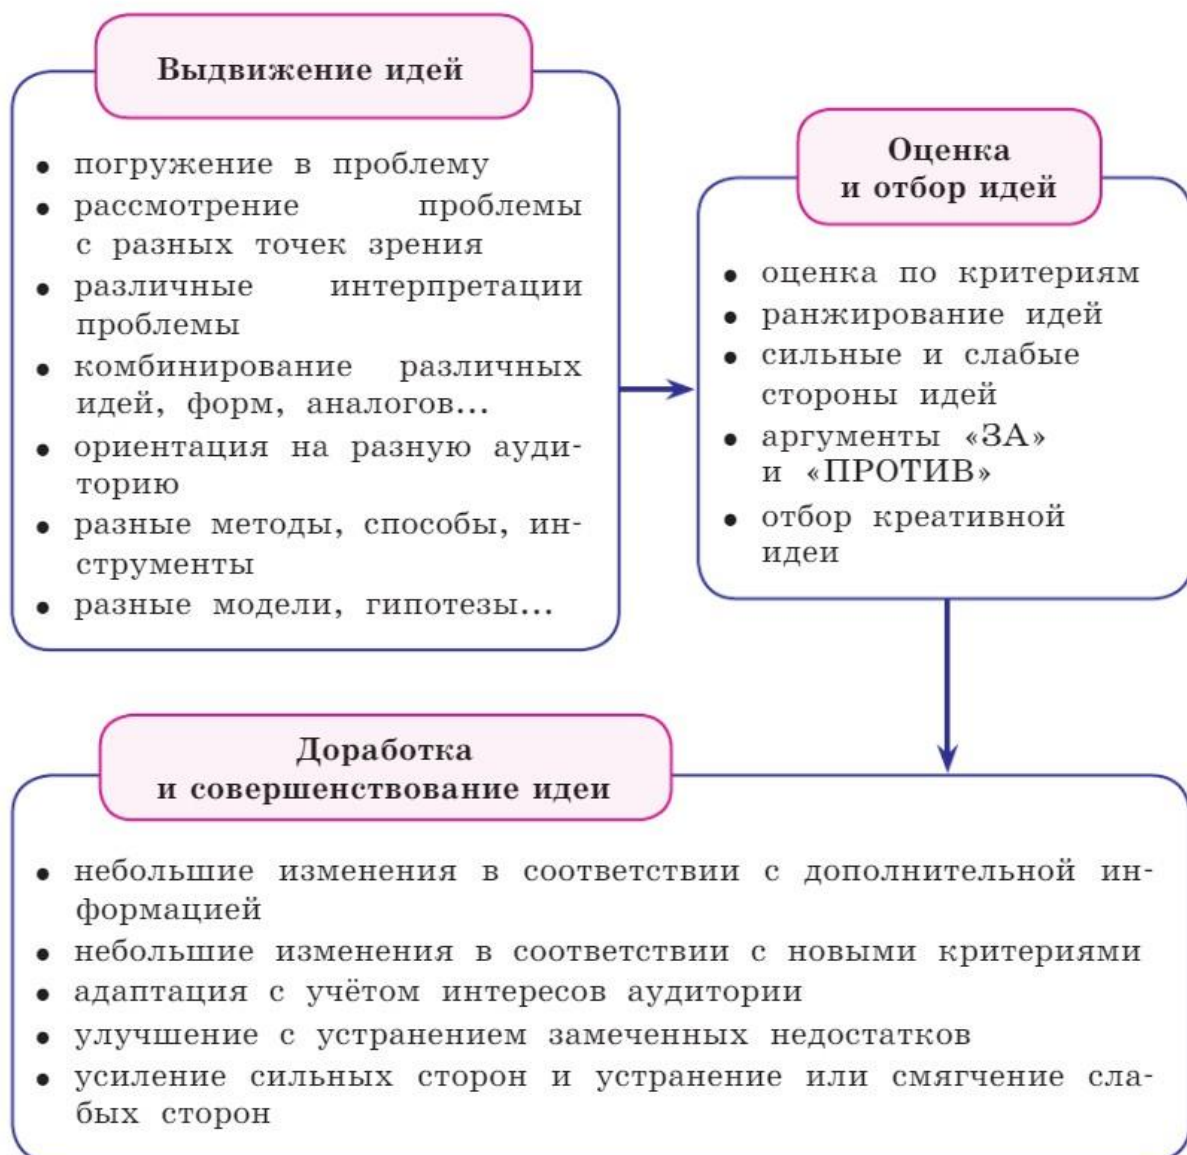 Выдвижение идей
• погружение в проблему
• рассмотрение проблемы
с разных точек зрения
• различные интерпретации
проблемы
• комбинирование различных
идей, форм, аналогов...
• ориентация на разную ауди-
торию
• разные методы, способы, ин-
струменты
• разные модели, гипотезы...
Оценка
и отбор идей
• оценка по критериям
• ранжирование идей
• сильные и слабые
стороны идей
• аргументы «ЗА»
и «ПРОТИВ»
• отбор креативной
идеи
Доработка
и совершенствование идеи
• небольшие изменения в соответствии с дополнительной ин-
формацией
• небольшие изменения в соответствии с новыми критериями
• адаптация с учётом интересов аудитории
• улучшение с устранением замеченных недостатков
• усиление сильных сторон и устранение или смягчение сла-
бых сторон